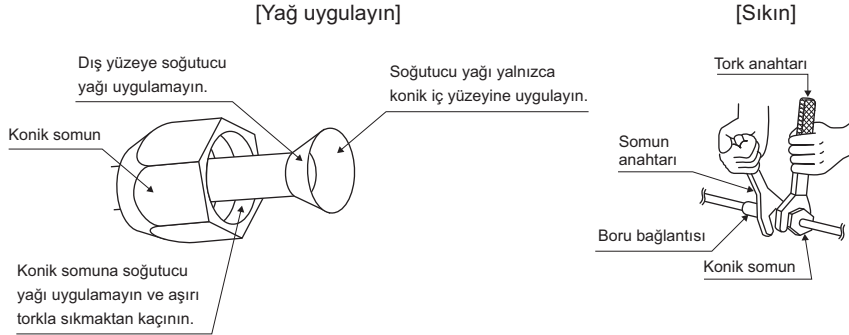 [Yağ uygulayın]
Dış yüzeye soğutucu
yağı uygulamayın.
Soğutucu yağı yalnızca
konik iç yüzeyine uygulayın.
Konik somun
Konik somuna soğutucu
yağı uygulamayın ve aşırı
torkla sıkmaktan kaçının.
[Sıkın]
Tork anahtarı
Somun
anahtarı
Boru bağlantısı
Konik somun